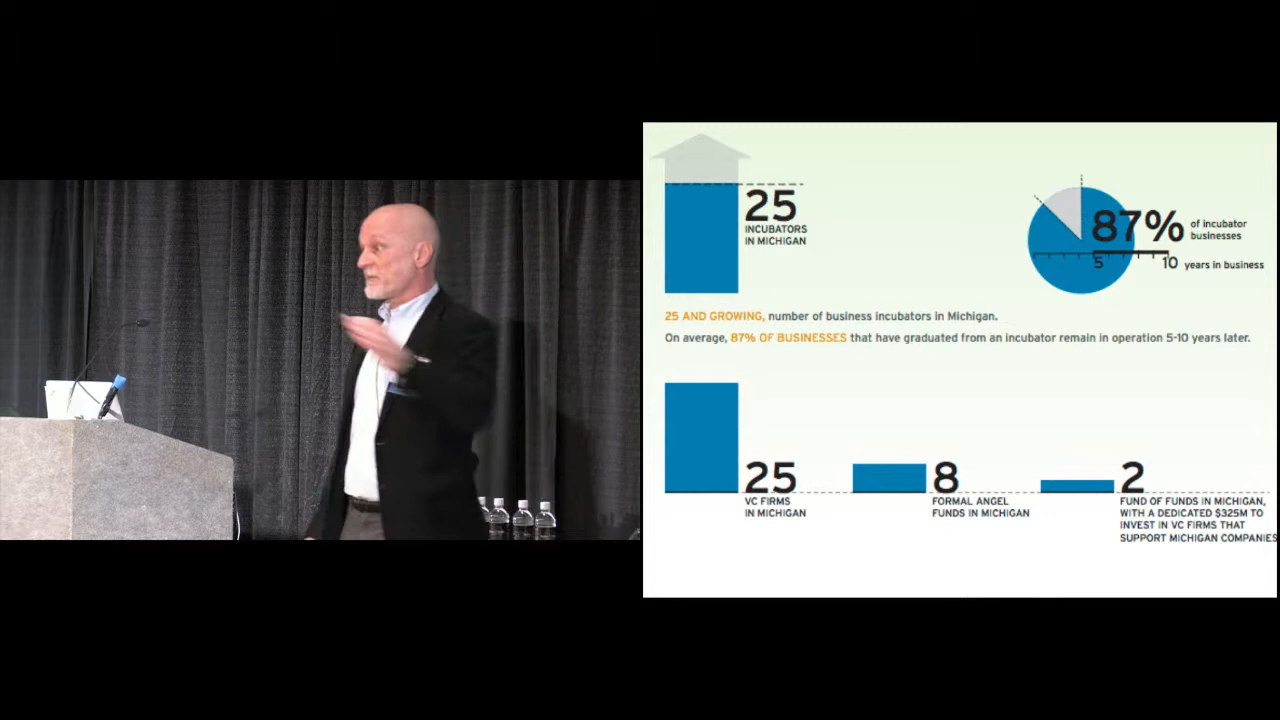 25
INCUBATORS
IN MICHIGAN
87%
of incubator
businesses
5
10
years in business
25 AND GROWING, number of business incubators in Michigan.
On average, 87% OF BUSINESSES that have graduated from an incubator remain in operation 5-10 years later.
25
VC FIRMS
IN MICHIGAN
8
FORMAL ANGEL
FUNDS IN MICHIGAN
2
FUND OF FUNDS IN MICHIGAN,
WITH A DEDICATED $325M TO
INVEST IN VC FIRMS THAT
SUPPORT MICHIGAN COMPANIES